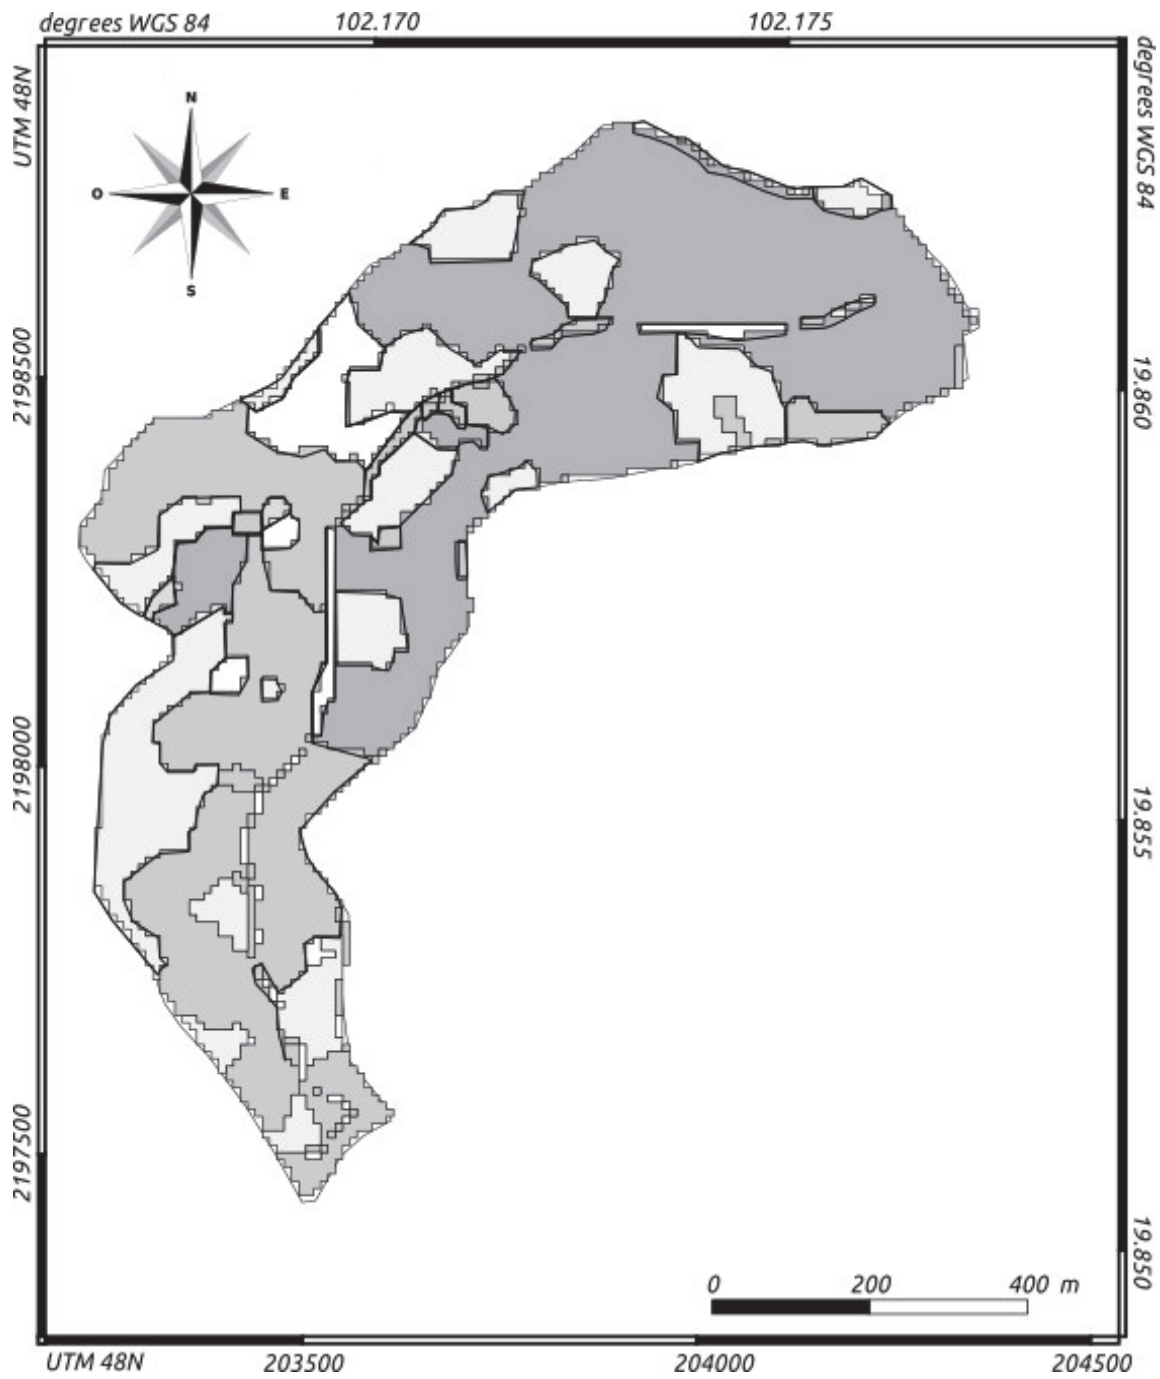 degrees WGS 84 102.170 102.175
UTM 48N
degrees WGS 84
N
O E
S
2198500
19.860
2198000
19.855
2197500
19.850
0 200 400 m
UTM 48N 203500 204000 204500